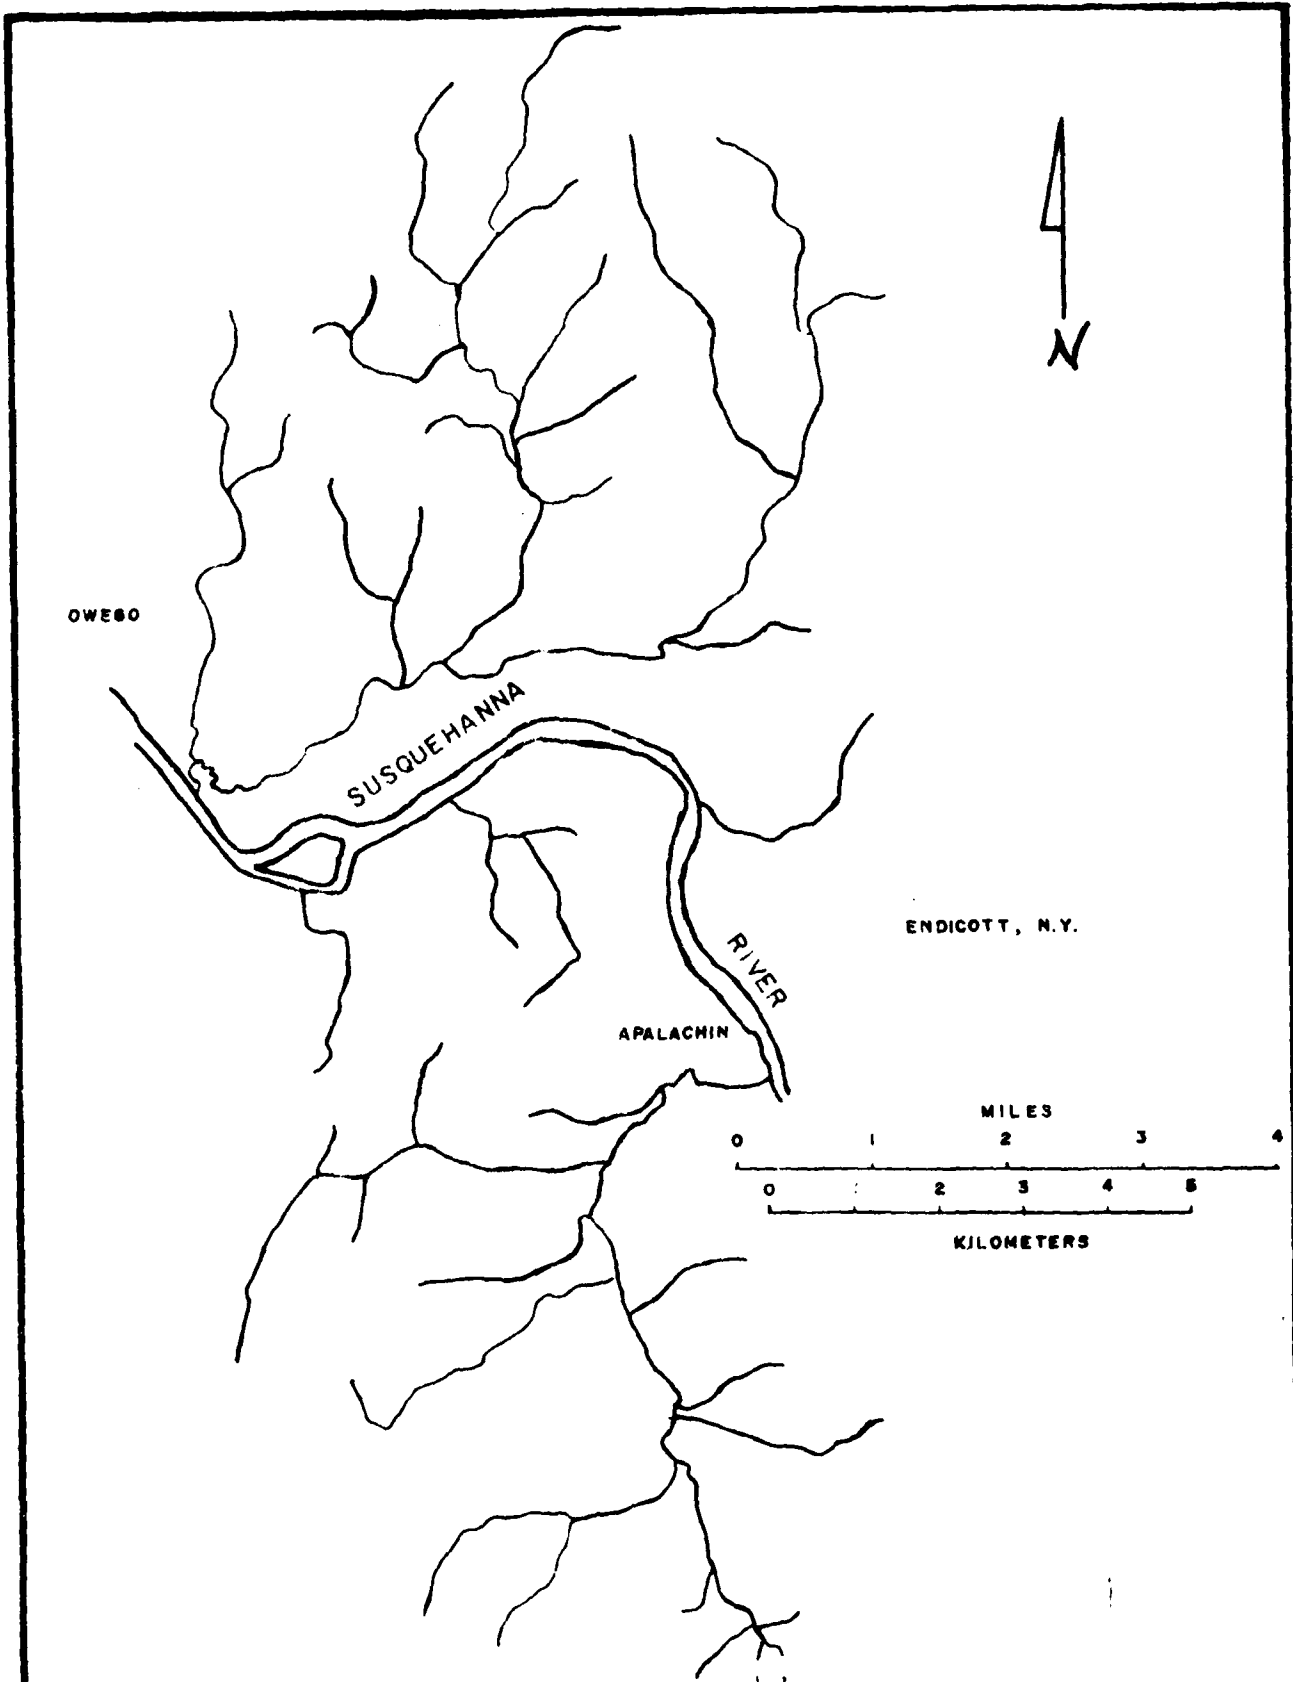 N
OWEGO
SUSQUEHANNA
RIVER
ENDICOTT, N.Y.
APALACHIN
MILES
0 1 2 3 4
0 2 3 4 5
KILOMETERS